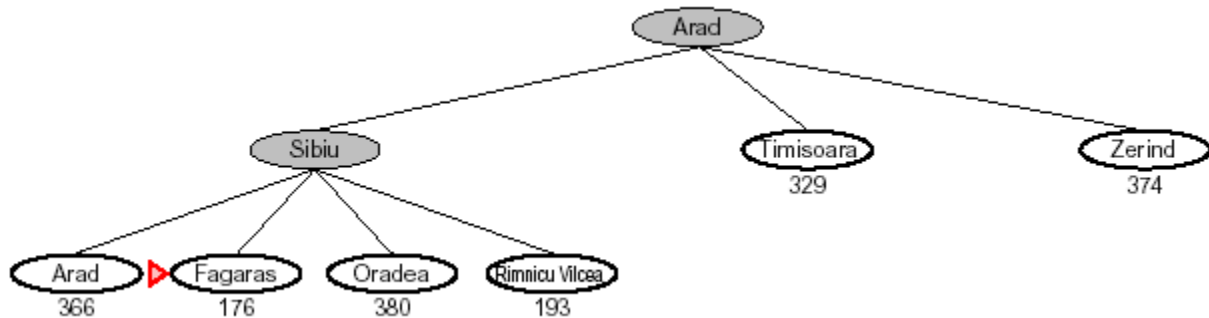 Arad
Sibiu
Timisoara
Zerind
329
374
Arad
Fagaras
Oradea
Rimnicu Vilcea
366
176
380
193